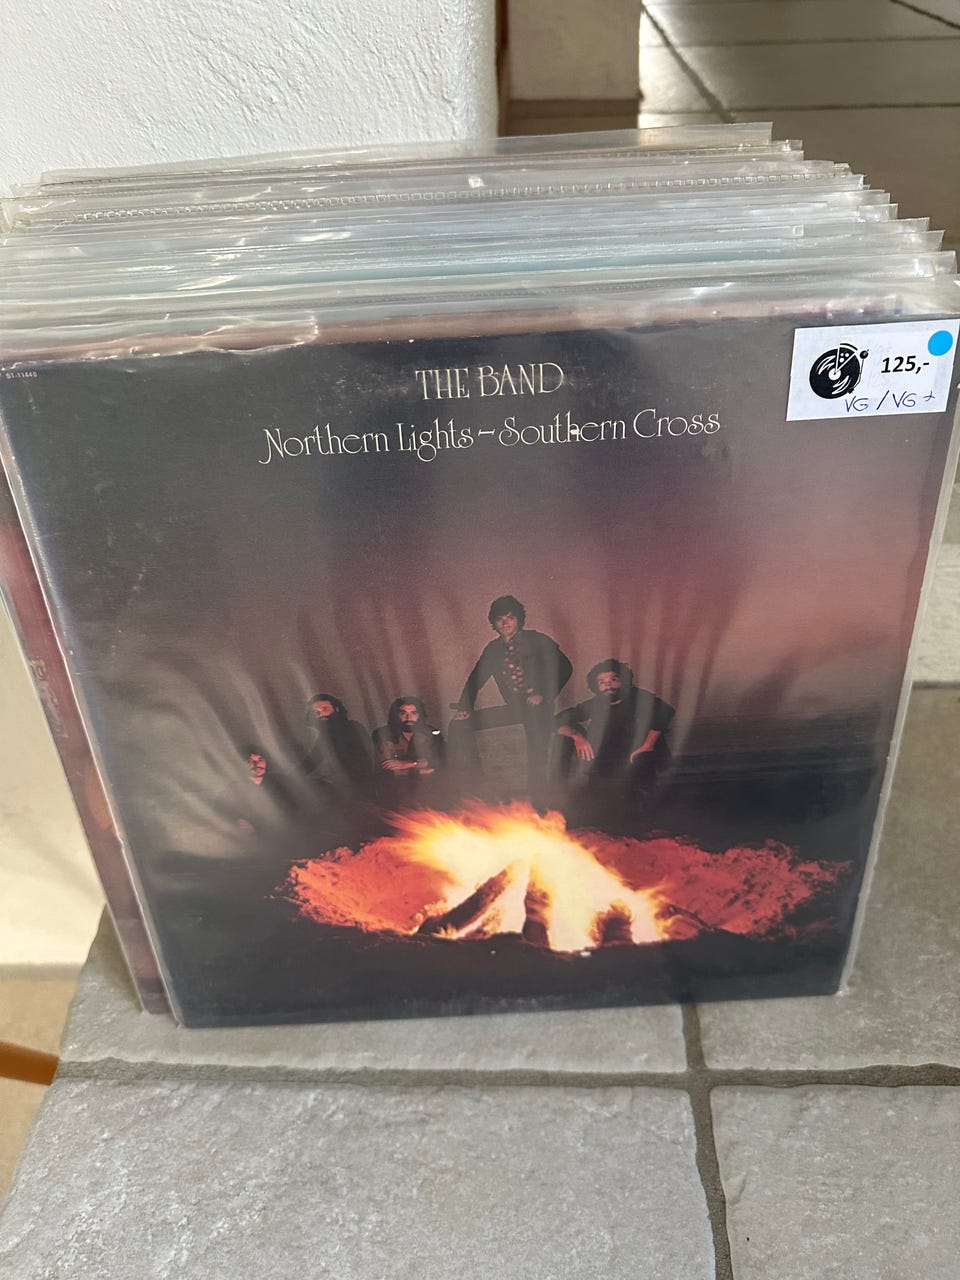 ST-11440
THE BAND
Northern Lights – Southern Cross
125,-
VG / VG +